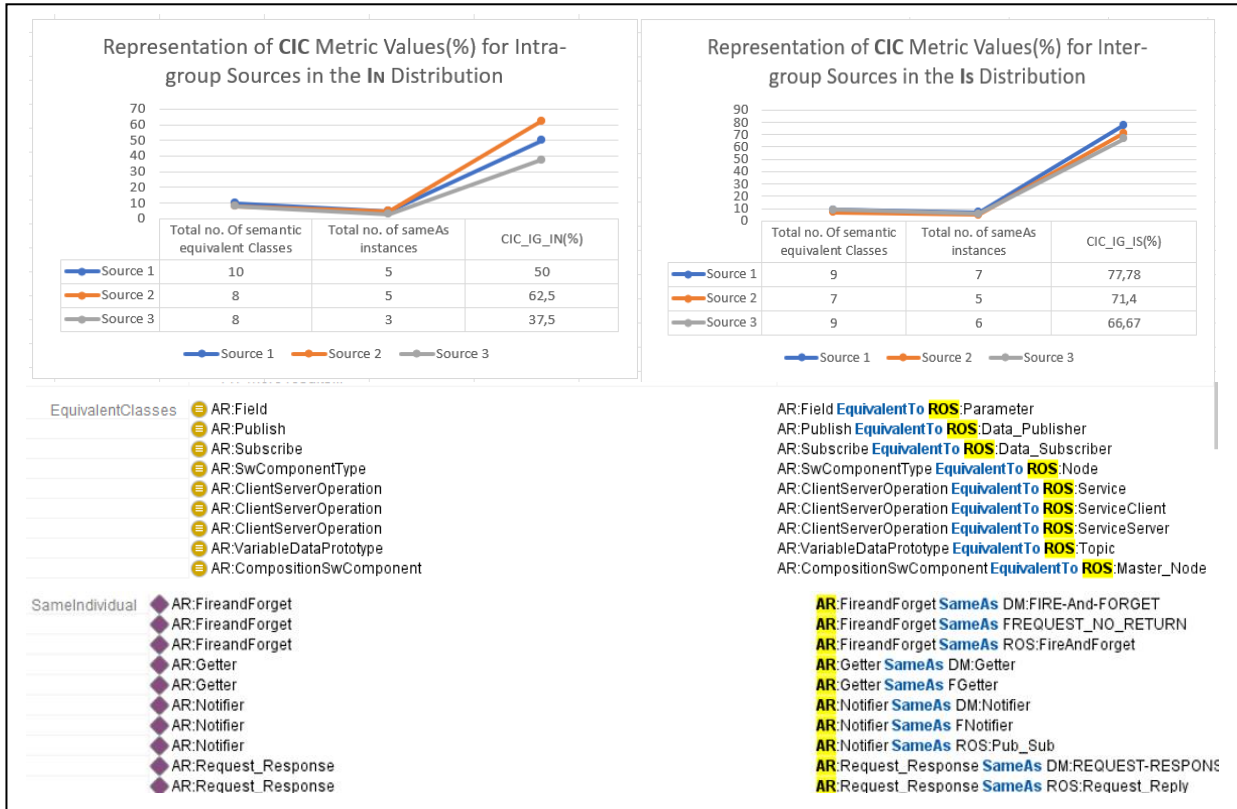 Representation of CIC Metric Values(%) for Intra-
group Sources in the IN Distribution
70
60
50
40
30
20
10
0
Total no. Of semantic
equivalent Classes
Total no. of sameAs
instances
CIC_IG_IN(%)
Source 1 10 5 50
Source 2 8 5 62,5
Source 3 8 3 37,5
Source 1 Source 2 Source 3
Representation of CIC Metric Values(%) for Inter-
group Sources in the Is Distribution
90
80
70
60
50
40
30
20
10
0
Total no. Of semantic
equivalent Classes
Total no. of sameAs
instances
CIC_IG_IS(%)
Source 1 9 7 77,78
Source 2 7 5 71,4
Source 3 9 6 66,67
Source 1 Source 2 Source 3
EquivalentClasses AR:Field AR:Field EquivalentTo ROS:Parameter
AR:Publish AR:Publish EquivalentTo ROS:Data_Publisher
AR:Subscribe AR:Subscribe EquivalentTo ROS:Data_Subscriber
AR:SwComponentType AR:SwComponentType EquivalentTo ROS:Node
AR:ClientServerOperation AR:ClientServerOperation EquivalentTo ROS:Service
AR:ClientServerOperation AR:ClientServerOperation EquivalentTo ROS:ServiceClient
AR:ClientServerOperation AR:ClientServerOperation EquivalentTo ROS:ServiceServer
AR:VariableDataPrototype AR:VariableDataPrototype EquivalentTo ROS:Topic
AR:CompositionSwComponent AR:CompositionSwComponent EquivalentTo ROS:Master_Node
SameIndividual AR:FireandForget AR:FireandForget SameAs DM:FIRE-And-FORGET
AR:FireandForget AR:FireandForget SameAs FREQUEST_NO_RETURN
AR:FireandForget AR:FireandForget SameAs ROS:FireAndForget
AR:Getter AR:Getter SameAs DM:Getter
AR:Getter AR:Getter SameAs FGetter
AR:Notifier AR:Notifier SameAs DM:Notifier
AR:Notifier AR:Notifier SameAs FNotifier
AR:Notifier AR:Notifier SameAs ROS:Pub_Sub
AR:Request_Response AR:Request_Response SameAs DM:REQUEST-RESPONS
AR:Request_Response AR:Request_Response SameAs ROS:Request_Reply